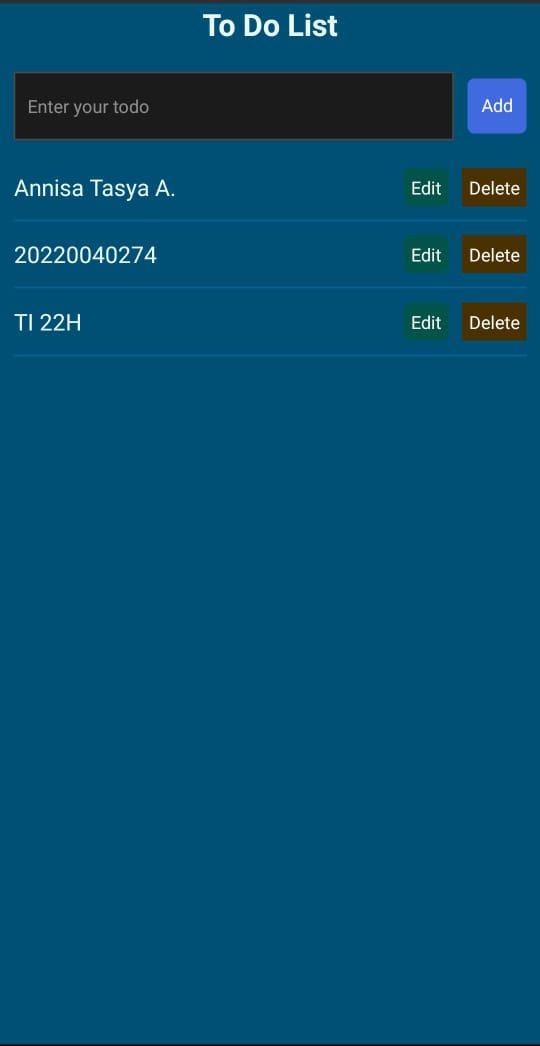 To Do List
Enter your todo Add
Annisa Tasya A. Edit Delete
20220040274 Edit Delete
TI 22H Edit Delete